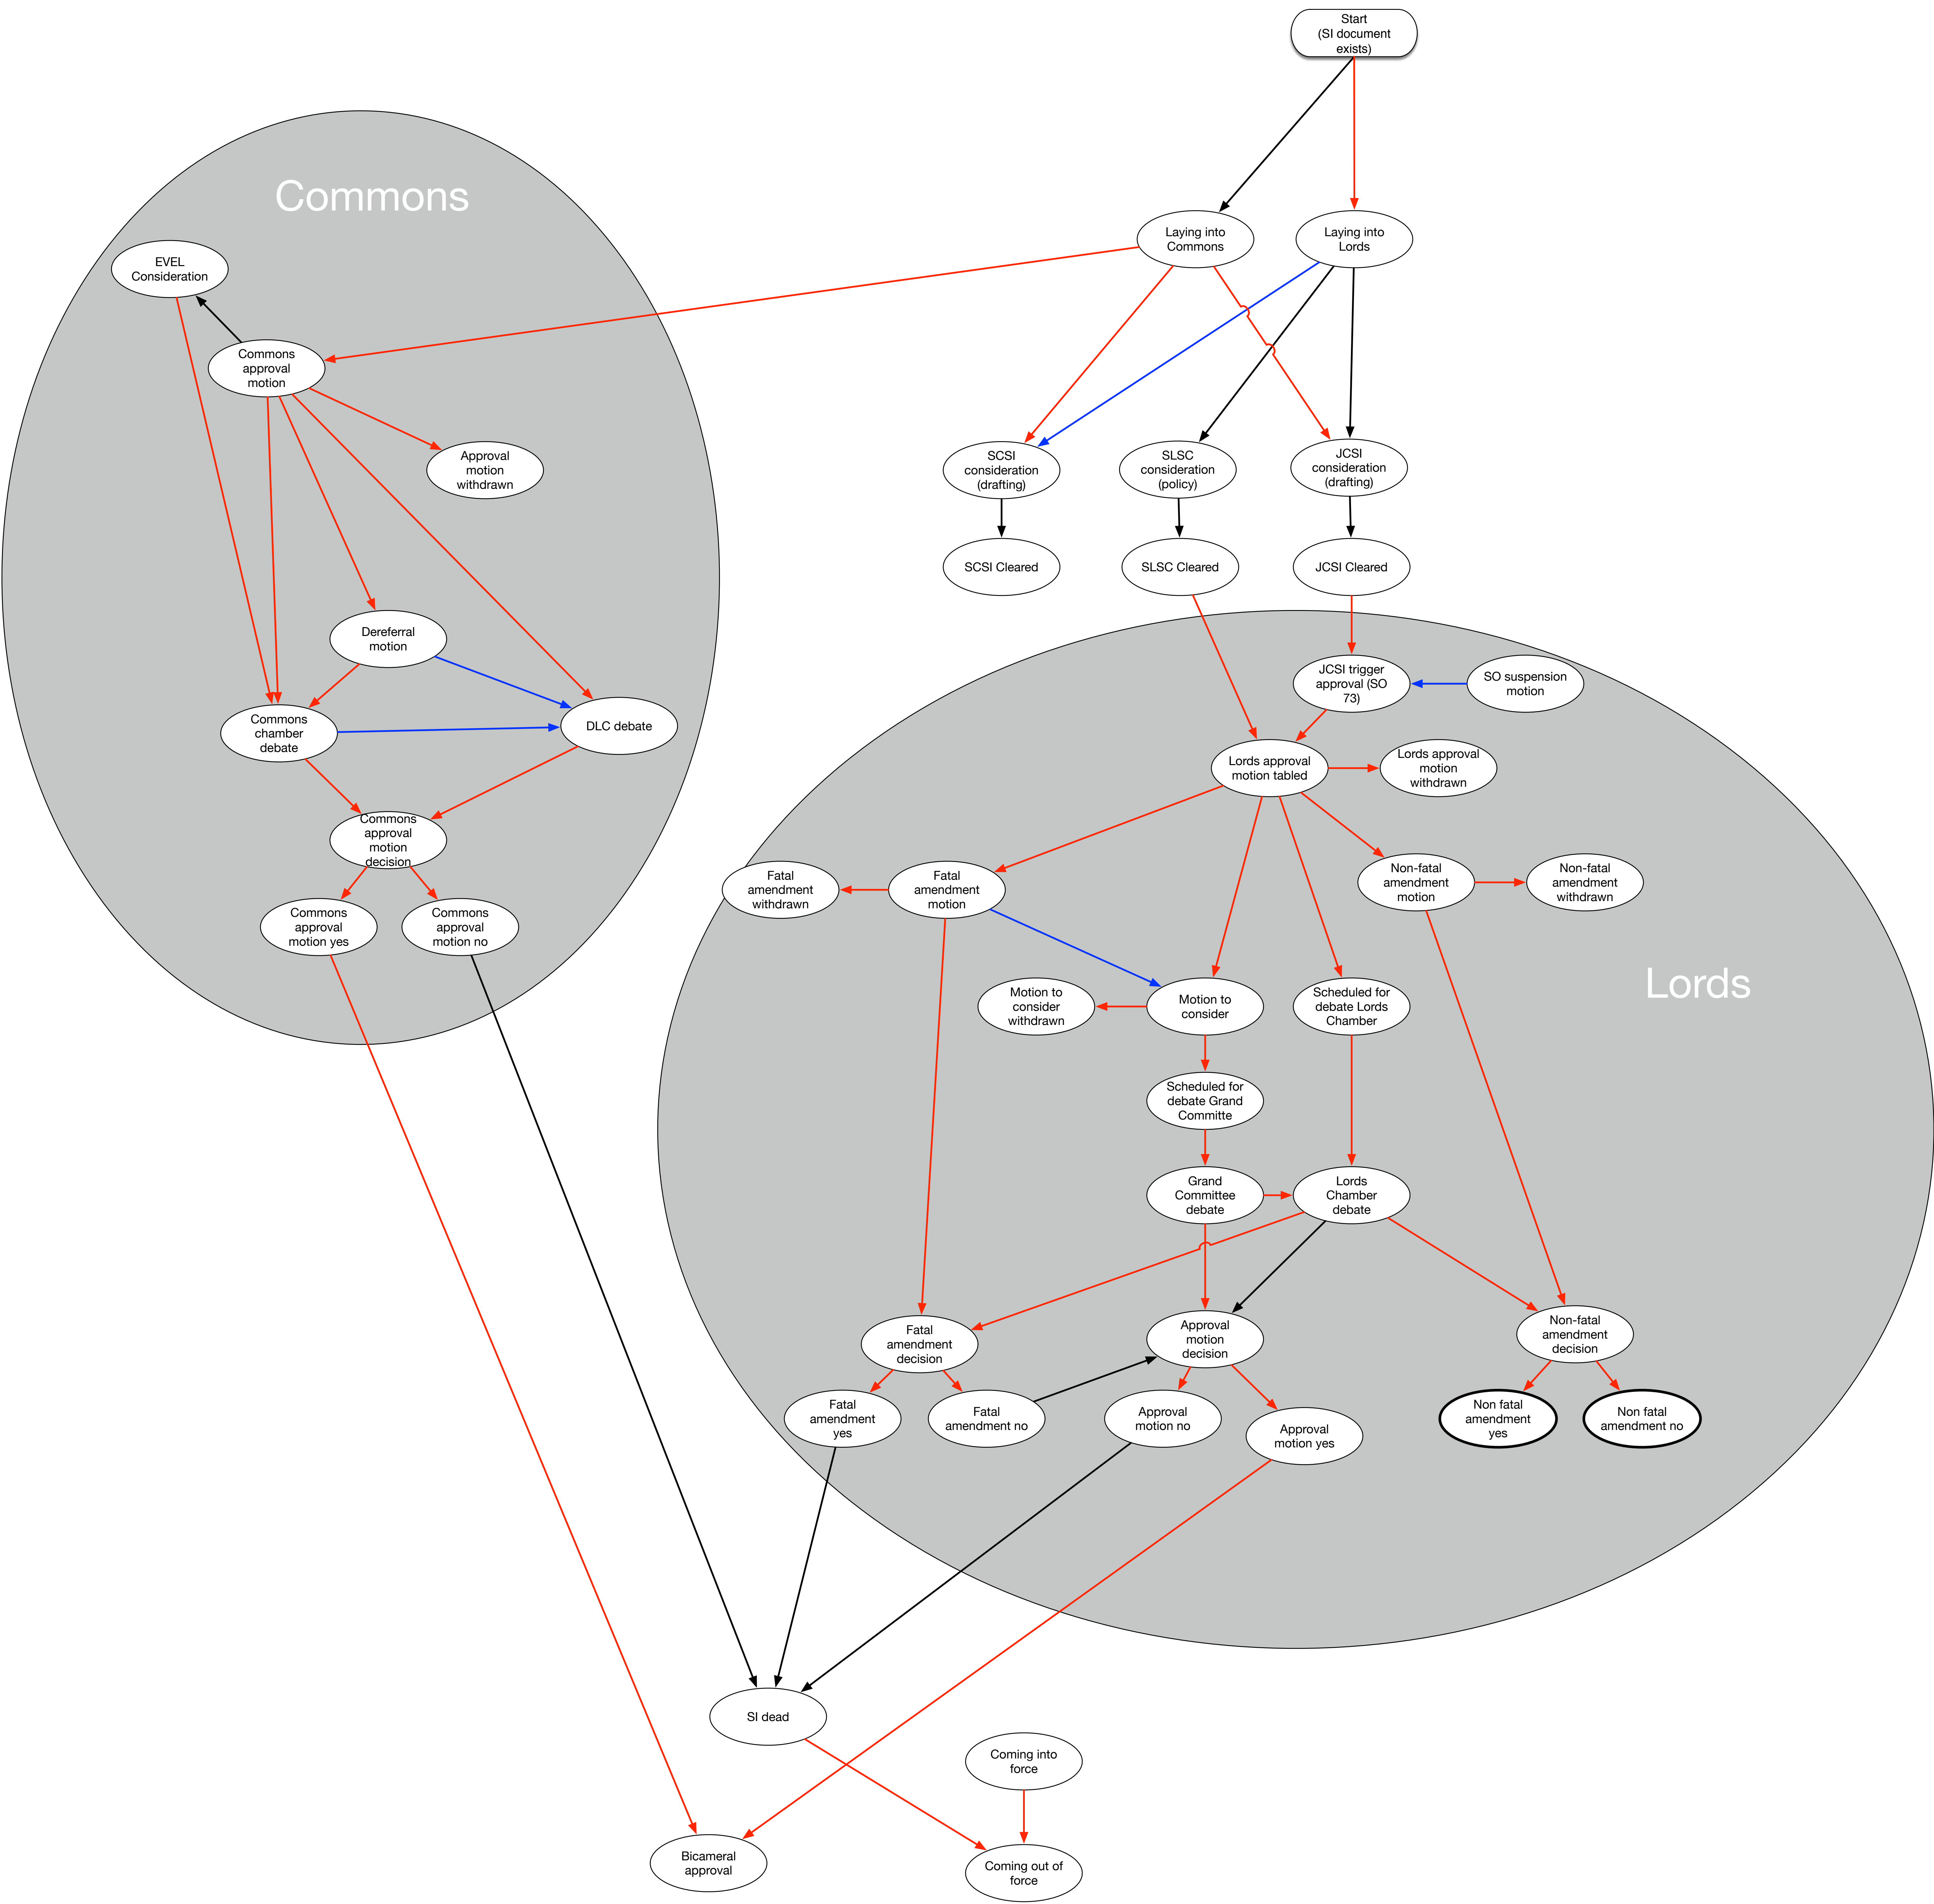 Start
(SI document
exists)
Commons
Laying into
Commons
Laying into
Lords
EVEL
Consideration
Commons
approval
motion
Approval
motion
withdrawn
SCSI
consideration
(drafting)
SLSC
consideration
(policy)
JCSI
consideration
(drafting)
SCSI Cleared
SLSC Cleared
JCSI Cleared
Dereferral
motion
JCSI trigger
approval (SO
73)
SO suspension
motion
Commons
chamber
debate
DLC debate
Lords approval
motion tabled
Lords approval
motion
withdrawn
Commons
approval
motion
decision
Fatal
amendment
withdrawn
Fatal
amendment
motion
Non-fatal
amendment
motion
Non-fatal
amendment
withdrawn
Commons
approval
motion yes
Commons
approval
motion no
Lords
Motion to
consider
withdrawn
Motion to
consider
Scheduled for
debate Lords
Chamber
Scheduled for
debate Grand
Committe
Grand
Committee
debate
Lords
Chamber
debate
Fatal
amendment
decision
Approval
motion
decision
Non-fatal
amendment
decision
Fatal
amendment
yes
Fatal
amendment no
Approval
motion no
Approval
motion yes
Non fatal
amendment
yes
Non fatal
amendment no
SI dead
Coming into
force
Bicameral
approval
Coming out of
force